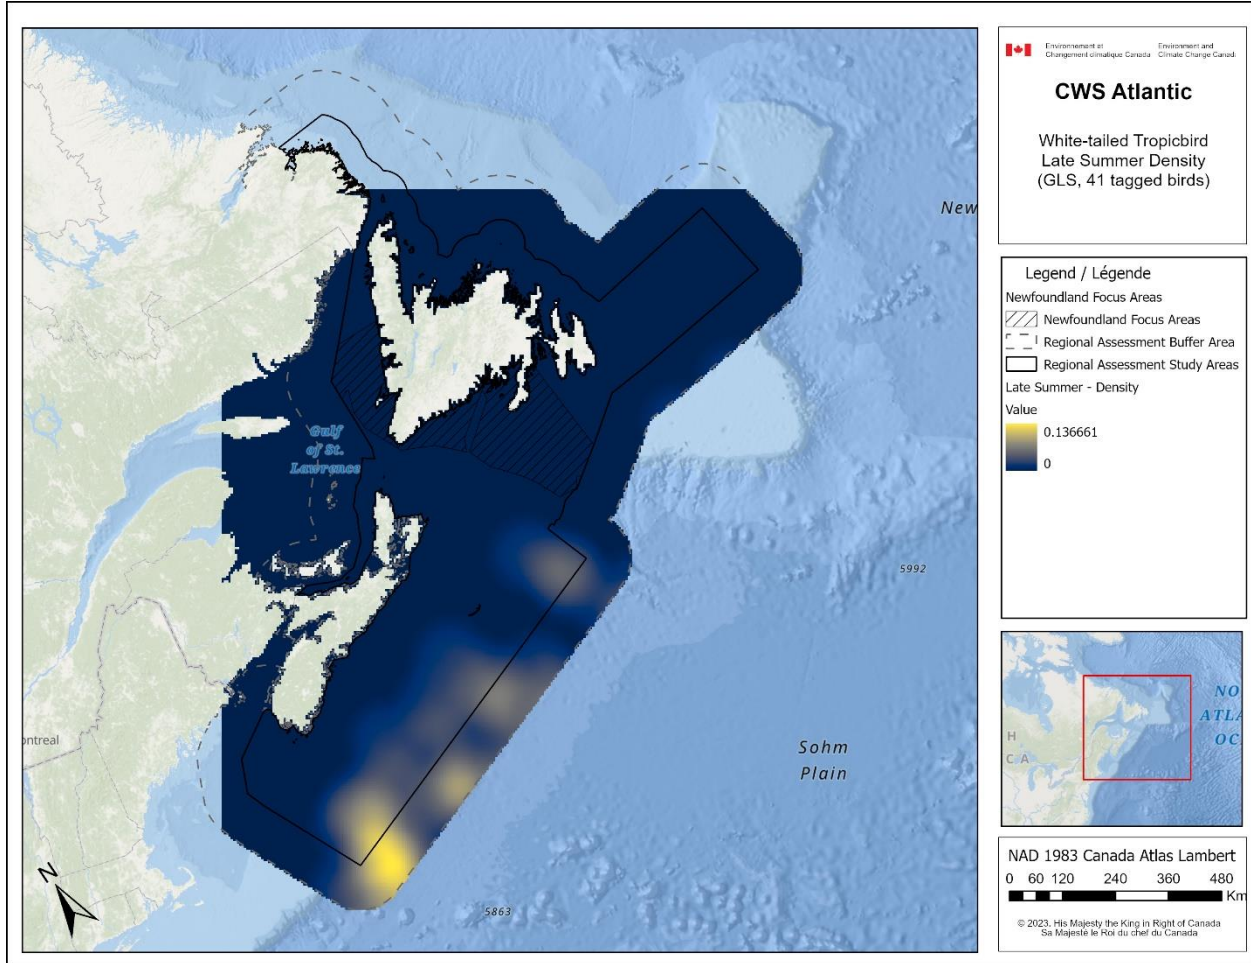 New
Gulf
of St.
Lawrence
5992
ontreal
Sohm
Plain
5863
N
Environnement et
Changement climatique Canada
Environment and
Climate Change Canad
CWS Atlantic
White-tailed Tropicbird
Late Summer Density
(GLS, 41 tagged birds)
Legend / Légende
Newfoundland Focus Areas
Newfoundland Focus Areas
Regional Assessment Buffer Area
Regional Assessment Study Areas
Late Summer - Density
Value
0.136661
0
H
C A
NO
ATLA
OC
NAD 1983 Canada Atlas Lambert
0 60 120 240 360 480
Km
© 2023. His Majesty the King in Right of Canada
Sa Majesté le Roi du chef du Canada